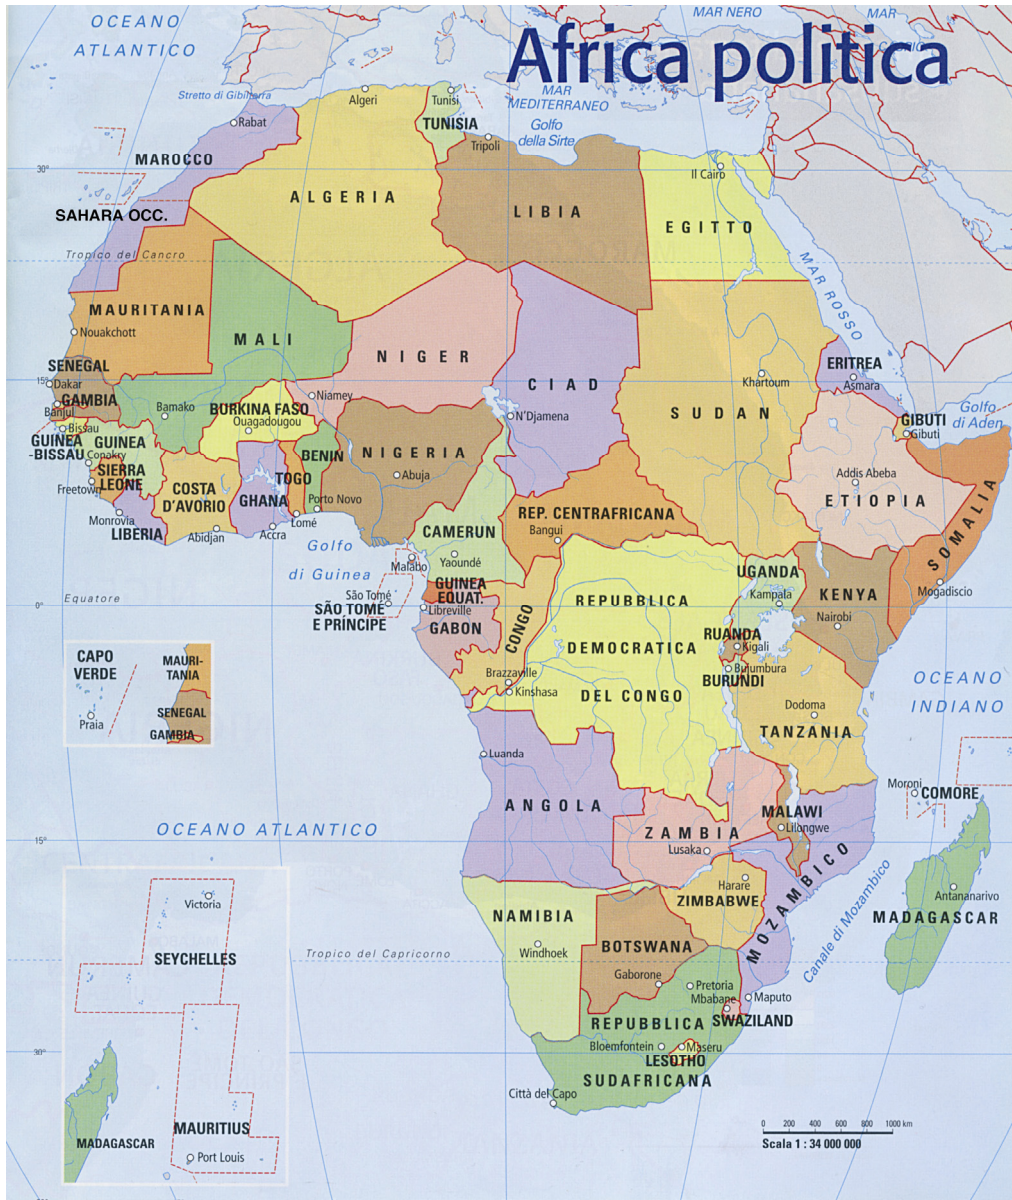 Africa politica
OCEANO
ATLANTICO
MAR NERO
MAR
CASPIO
Stretto di Gibilterra
MAR
MEDITERRANEO
Golfo
della Sirte
Algeri
Tunisi
TUNISIA
Rabat
Tripoli
MAROCCO
30°
Il Cairo
ALGERIA
LIBIA
EGITTO
SAHARA OCC.
Tropico del Cancro
MAR ROSSO
MAURITANIA
Nouakchott
MALI
NIGER
CIAD
SENEGAL
15°
Dakar
GAMBIA
Banjul
Bissau
GUINEA
-BISSAU
GUINEA
Conakry
SIERRA
LEONE
Freetown
Monrovia
LIBERIA
Bamako
BURKINA FASO
Ouagadougou
Niamey
N'Djamena
Khartoum
SUDAN
ERITREA
Asmara
GIBUTI
Gibuti
Golfo
di Aden
COSTA
D'AVORIO
Abidjan
GHANA
Accra
TOGO
Lomé
BENIN
Porto Novo
NIGERIA
Abuja
Addis Abeba
ETIOPIA
SOMALIA
Mogadiscio
REP. CENTRAFRICANA
Bangui
CAMERUN
Yaoundé
Golfo
di Guinea
Malabo
GUINEA
EQUAT.
São Tomé
SÃO TOMÉ
E PRÍNCIPE
Libreville
GABON
CONGO
Equatore
0°
REPUBBLICA
DEMOCRATICA
DEL CONGO
UGANDA
Kampala
KENYA
Nairobi
RUANDA
Kigali
Bujumbura
BURUNDI
Brazzaville
Kinshasa
Dodoma
TANZANIA
OCEANO
INDIANO
CAPO
VERDE
Praia
MAURI-
TANIA
SENEGAL
GAMBIA
Luanda
ANGOLA
ZAMBIA
Lusaka
MALAWI
Lilongwe
Moroni
COMORE
OCEANO ATLANTICO
15°
MOZAMBICO
Canale di Mozambico
Antananarivo
MADAGASCAR
Harare
ZIMBABWE
NAMIBIA
Windhoek
BOTSWANA
Gaborone
Tropico del Capricorno
Pretoria
Mbabane
Maputo
SWAZILAND
REPUBBLICA
Bloemfontein
Maseru
LESOTHO
SUDAFRICANA
Città del Capo
30°
Victoria
SEYCHELLES
MAURITIUS
MADAGASCAR
Port Louis
0 200 400 600 800 1000 km
Scala 1 : 34 000 000